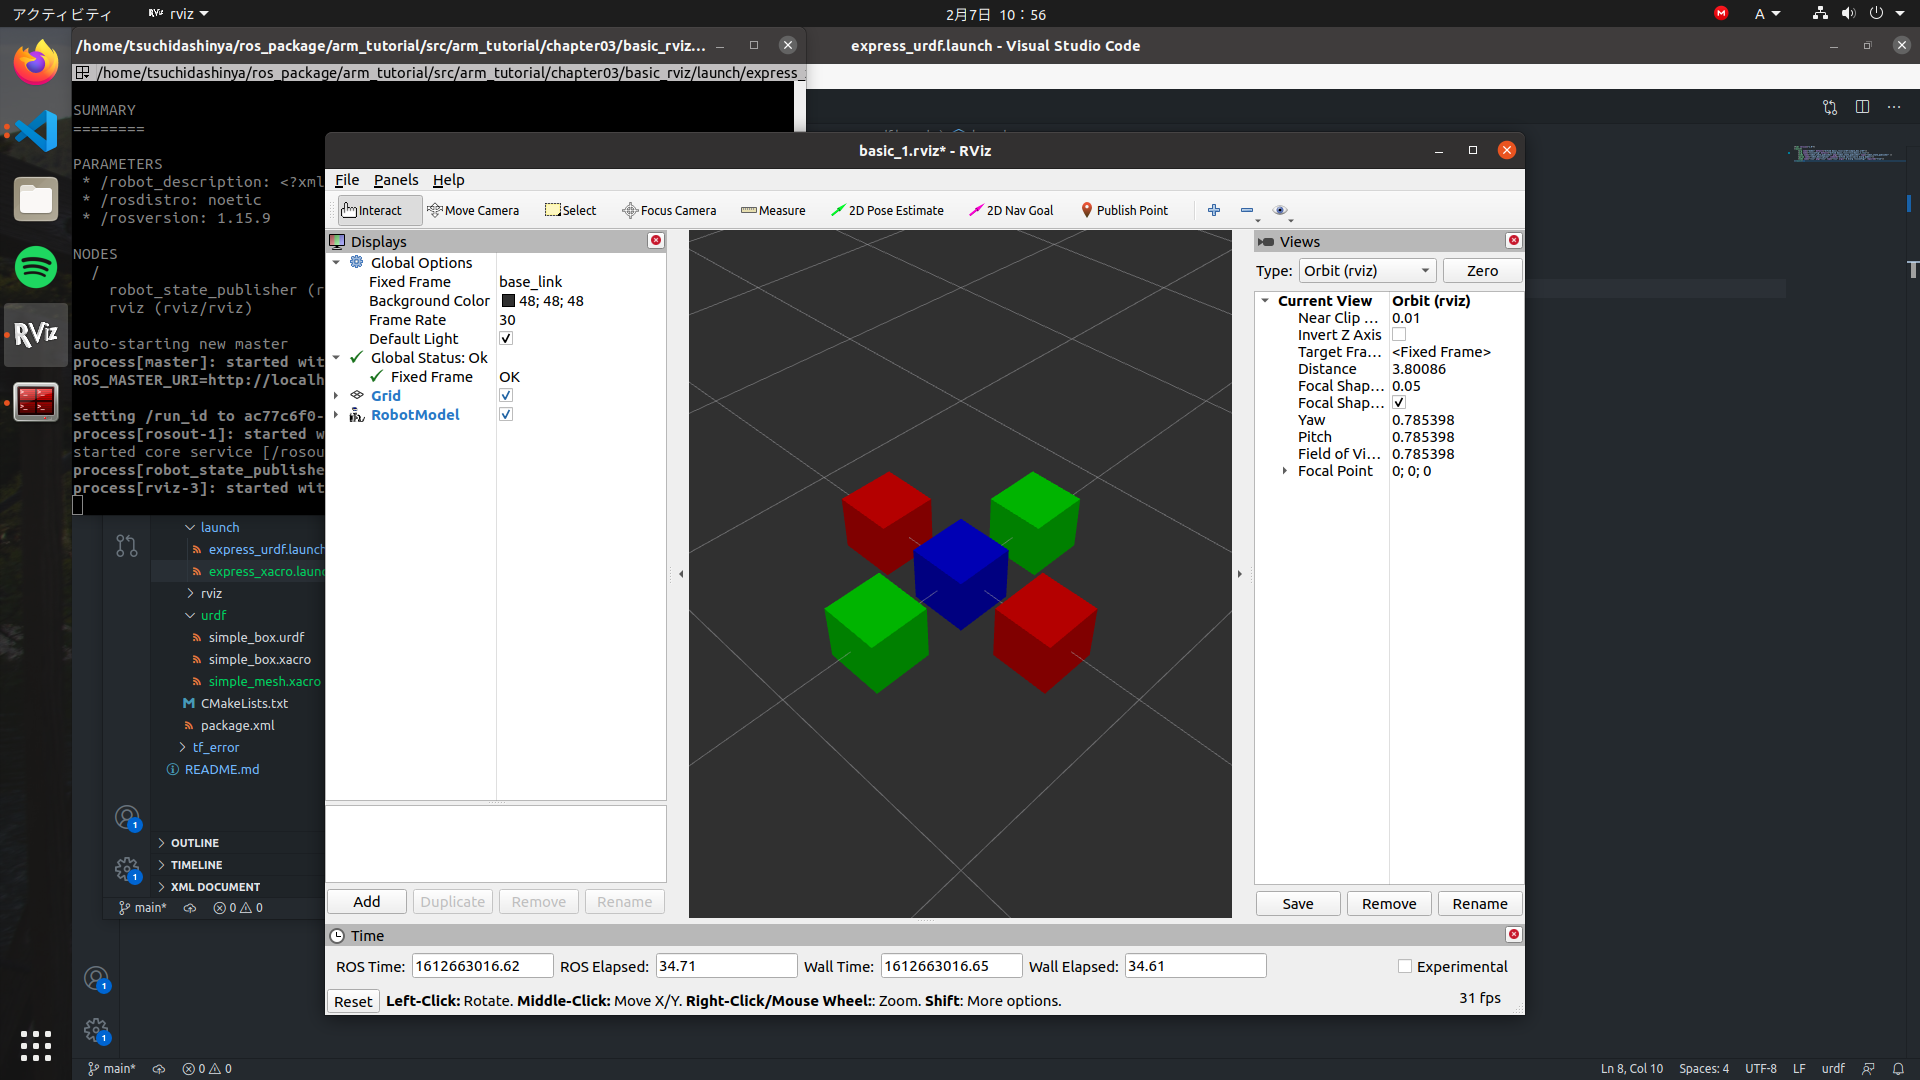 アクティビティ
rviz
2月7日 10：56
A
/home/tsuchidashinya/ros_package/arm_tutorial/src/arm_tutorial/chapter03/basic_rviz...
express_urdf.launch - Visual Studio Code
/home/tsuchidashinya/ros_package/arm_tutorial/src/arm_tutorial/chapter03/basic_rviz/launch/express_
SUMMARY
========
PARAMETERS
* /robot_description: <?xml
* /rosdistro: noetic
* /rosversion: 1.15.9
NODES
/
robot_state_publisher (r
rviz (rviz/rviz)
auto-starting new master
process[master]: started wit
ROS_MASTER_URI=http://localh
setting /run_id to ac77c6f0-
process[rosout-1]: started w
started core service [/rosou
process[robot_state_publishe
process[rviz-3]: started wit
launch
express_urdf.launch
express_xacro.launc
rviz
urdf
simple_box.urdf
simple_box.xacro
simple_mesh.xacro
CMakeLists.txt
package.xml
tf_error
README.md
OUTLINE
TIMELINE
XML DOCUMENT
main* 0 0
basic_1.rviz* - RViz
File Panels Help
Interact Move Camera Select Focus Camera Measure 2D Pose Estimate 2D Nav Goal Publish Point
Displays
Global Options
Fixed Frame base_link
Background Color 48; 48; 48
Frame Rate 30
Default Light
Global Status: Ok
Fixed Frame OK
Grid
RobotModel
Add Duplicate Remove Rename
Views
Type: Orbit (rviz) Zero
Current View Orbit (rviz)
Near Clip ... 0.01
Invert Z Axis
Target Fra... <Fixed Frame>
Distance 3.80086
Focal Shap... 0.05
Focal Shap...
Yaw 0.785398
Pitch 0.785398
Field of Vi... 0.785398
Focal Point 0; 0; 0
Save Remove Rename
Time
ROS Time: 1612663016.62 ROS Elapsed: 34.71 Wall Time: 1612663016.65 Wall Elapsed: 34.61 Experimental
Reset Left-Click: Rotate. Middle-Click: Move X/Y. Right-Click/Mouse Wheel:: Zoom. Shift: More options. 31 fps
main* 0 0 Ln 8, Col 10 Spaces: 4 UTF-8 LF urdf